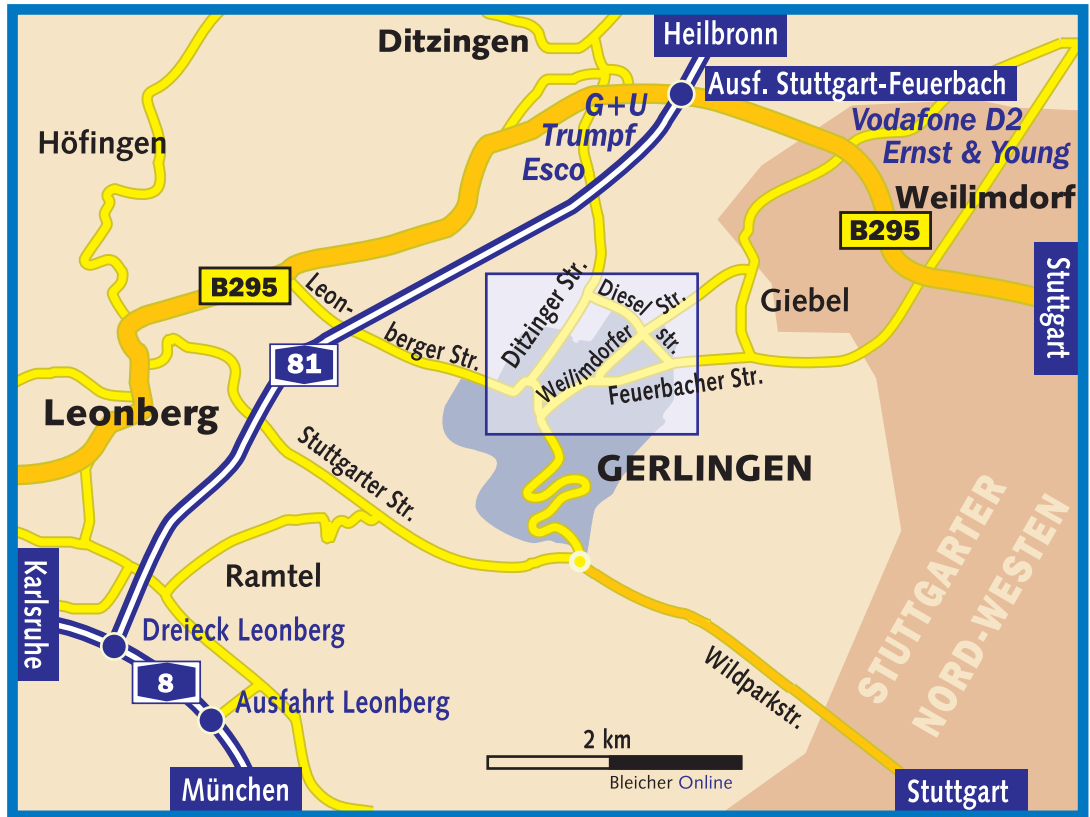 Heilbronn
Ditzingen
Ausf. Stuttgart-Feuerbach
G+U
Trumpf
Esco
Vodafone D2
Ernst & Young
Höfingen
Weilimdorf
B295
B295
Stuttgart
Leon-
berger Str.
Ditzinger Str.
Diesel
str.
Weilimdorfer
Str.
Giebel
81
Feuerbacher Str.
Leonberg
Stuttgarter Str.
GERLINGEN
STUTTGARTER
NORD-WESTEN
Karlsruhe
Ramtel
Dreieck Leonberg
8
Ausfahrt Leonberg
Wildparkstr.
2 km
Bleicher Online
München
Stuttgart